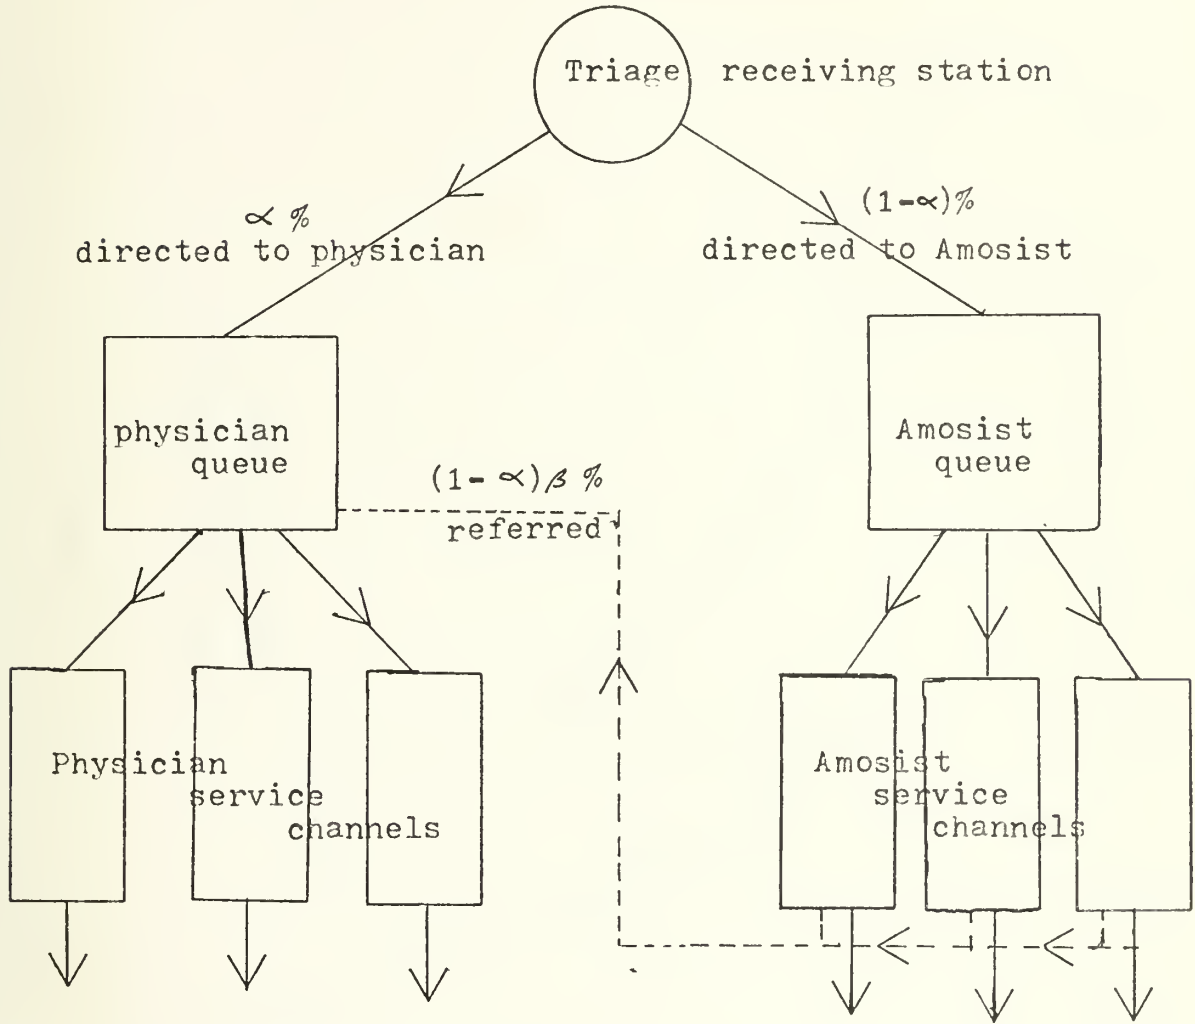 Triage receiving station
α %
directed to physician
(1-α)%
directed to Amosist
physician
queue
Amosist
queue
(1- α)β %
referred
Physician
service
channels
Amosist
service
channels